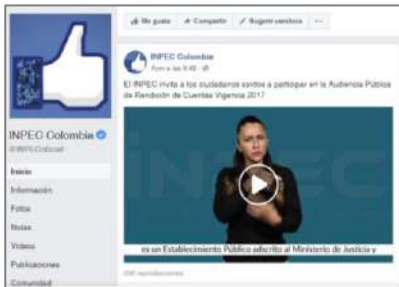 Me gusta Compartir Sugerir cambios ...
INPEC Colombia
Ayer a las 9:49
El INPEC invita a los ciudadanos sordos a participar en la Audiencia Pública
de Rendición de Cuentas Vigencia 2017
INPEC
es un Establecimiento Público adscrito al Ministerio de Justicia y
reproducciones
INPEC Colombia
Inicio
Información
Fotos
Notas
Videos
Publicaciones
Comunidad